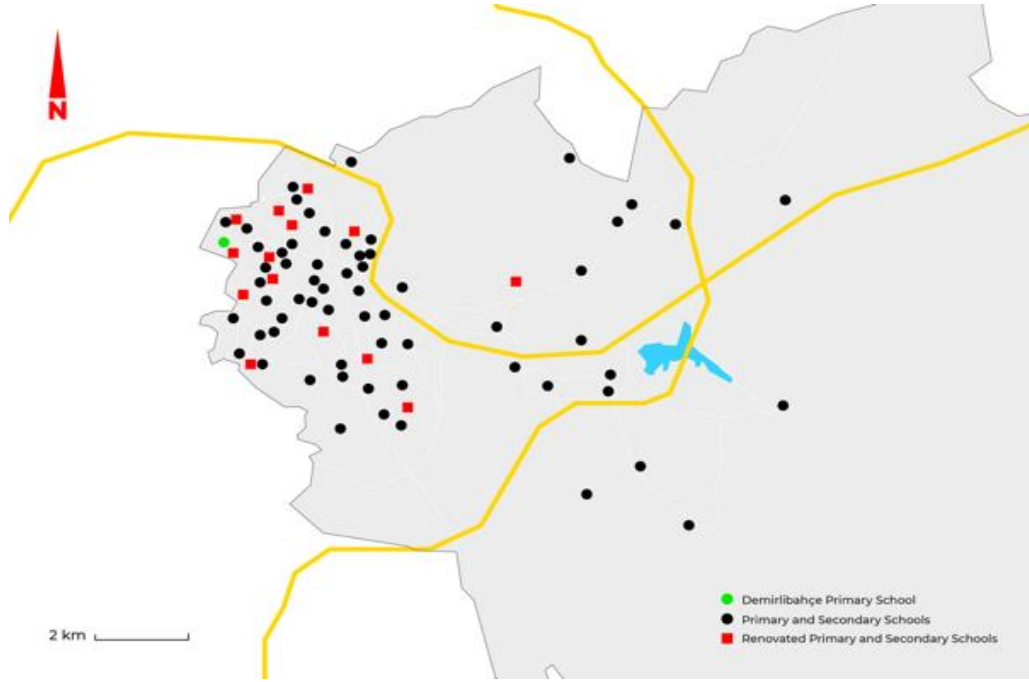 N
Demirlibahçe Primary School
Primary and Secondary Schools
2 km
Renovated Primary and Secondary Schools